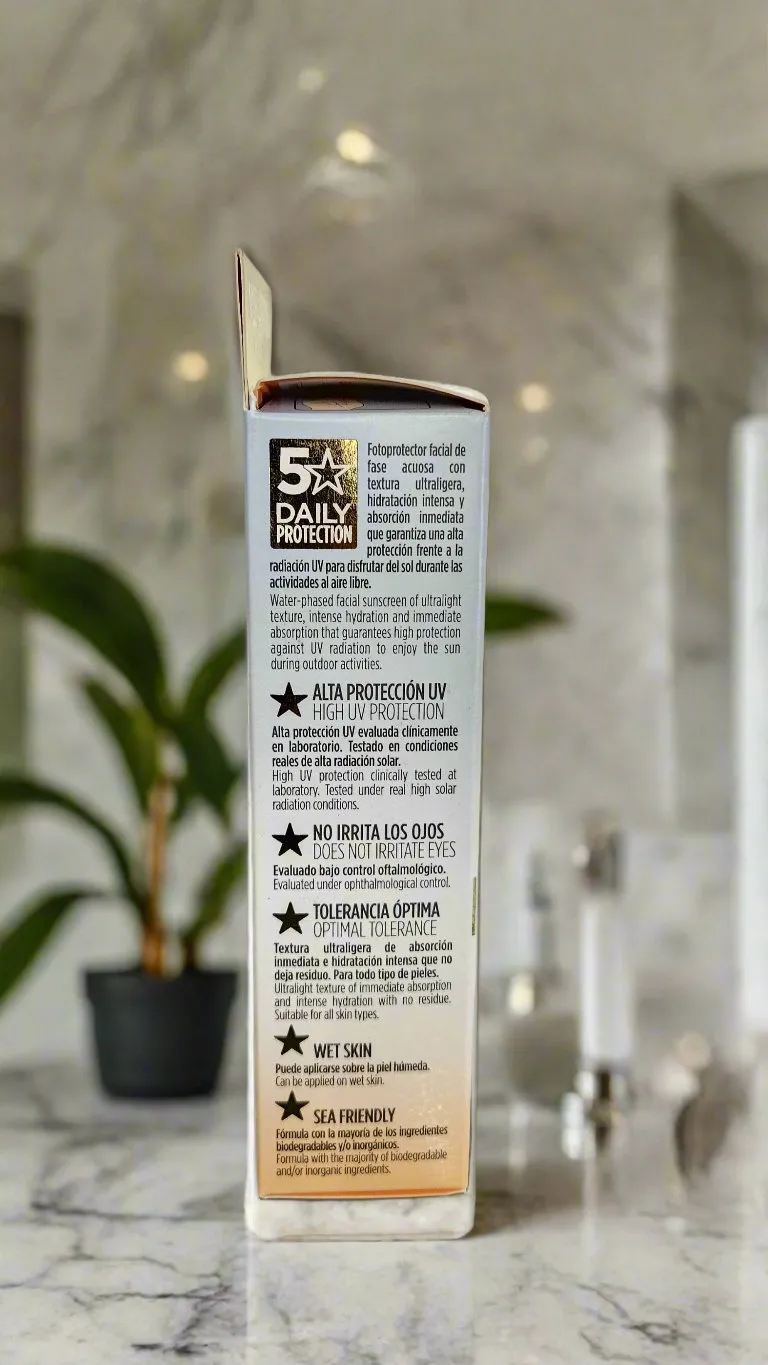 5
DAILY
PROTECTION
Fotoprotector facial de
fase acuosa con
textura ultraligera,
hidratación intensa y
absorción inmediata
que garantiza una alta
protección frente a la
radiación UV para disfrutar del sol durante las
actividades al aire libre.
Water-phased facial sunscreen of ultralight
texture, intense hydration and immediate
absorption that guarantees high protection
against UV radiation to enjoy the sun
during outdoor activities.
ALTA PROTECCIÓN UV
HIGH UV PROTECTION
Alta protección UV evaluada clínicamente
en laboratorio. Testado en condiciones
reales de alta radiación solar.
High UV protection clinically tested at
laboratory. Tested under real high solar
radiation conditions.
NO IRRITA LOS OJOS
DOES NOT IRRITATE EYES
Evaluado bajo control oftalmológico.
Evaluated under ophthalmological control.
TOLERANCIA ÓPTIMA
OPTIMAL TOLERANCE
Textura ultraligera de absorción
inmediata e hidratación intensa que no
deja residuo. Para todo tipo de pieles.
Ultralight texture of immediate absorption
and intense hydration with no residue.
Suitable for all skin types.
WET SKIN
Puede aplicarse sobre la piel húmeda.
Can be applied on wet skin.
SEA FRIENDLY
Fórmula con la mayoría de los ingredientes
biodegradables y/o inorgánicos.
Formula with the majority of biodegradable
and/or inorganic ingredients.